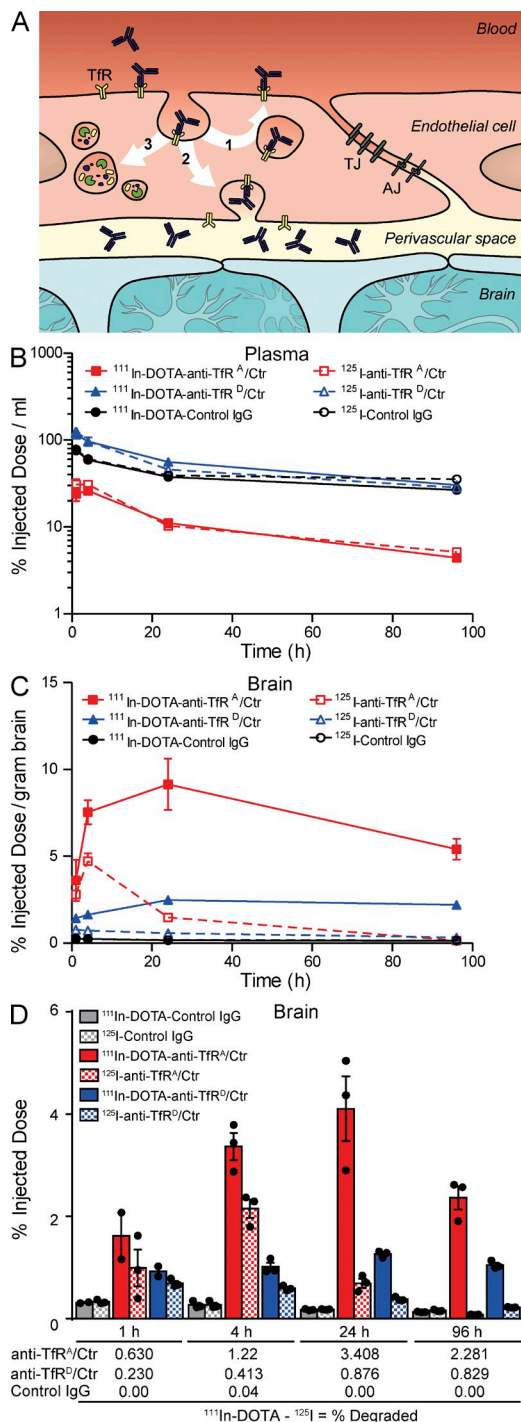 A
Blood
TfR
Endothelial cell
3
2
1
TJ
AJ
Perivascular space
Brain
B
Plasma
¹¹¹In-DOTA-anti-TfR ᴬ/Ctr
¹²⁵I-anti-TfR ᴬ/Ctr
¹¹¹In-DOTA-anti-TfR ᴰ/Ctr
¹²⁵I-anti-TfR ᴰ/Ctr
¹¹¹In-DOTA-Control IgG
¹²⁵I-Control IgG
% Injected Dose / ml
1000
100
10
1
0 20 40 60 80 100
Time (h)
C
Brain
¹¹¹In-DOTA-anti-TfR ᴬ/Ctr
¹²⁵I-anti-TfR ᴬ/Ctr
¹¹¹In-DOTA-anti-TfR ᴰ/Ctr
¹²⁵I-anti-TfR ᴰ/Ctr
¹¹¹In-DOTA-Control IgG
¹²⁵I-Control IgG
% Injected Dose / gram brain
15
10
5
0
0 20 40 60 80 100
Time (h)
D
Brain
¹¹¹In-DOTA-Control IgG
¹²⁵I-Control IgG
¹¹¹In-DOTA-anti-TfRᴬ/Ctr
¹²⁵I-anti-TfRᴬ/Ctr
¹¹¹In-DOTA-anti-TfRᴰ/Ctr
¹²⁵I-anti-TfRᴰ/Ctr
% Injected Dose
6
4
2
0
1 h 4 h 24 h 96 h
anti-TfRᴬ/Ctr 0.630 1.22 3.408 2.281
anti-TfRᴰ/Ctr 0.230 0.413 0.876 0.829
Control IgG 0.00 0.04 0.00 0.00
¹¹¹In-DOTA - ¹²⁵I = % Degraded